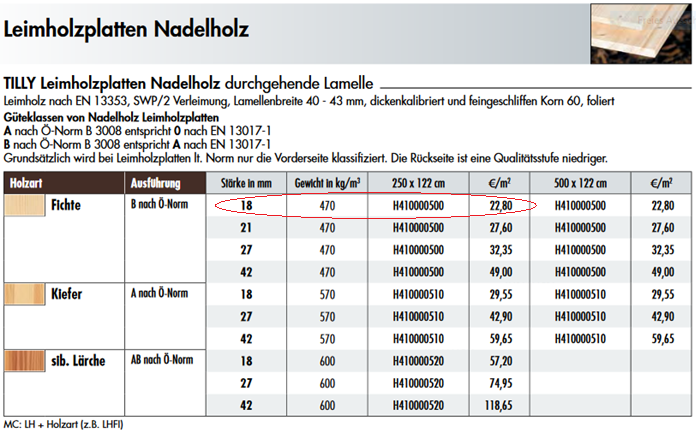 Leimholzplatten Nadelholz
TILLY Leimholzplatten Nadelholz durchgehende Lamelle
Leimholz nach EN 13353, SWP/2 Verleimung, Lamellenbreite 40 - 43 mm, dickenkalibriert und feingeschliffen Korn 60, foliert
Güteklassen von Nadelholz Leimholzplatten
A nach Ö-Norm B 3008 entspricht 0 nach EN 13017-1
B nach Ö-Norm B 3008 entspricht A nach EN 13017-1
Grundsätzlich wird bei Leimholzplatten lt. Norm nur die Vorderseite klassifiziert. Die Rückseite ist eine Qualitätsstufe niedriger.
Holzart Ausführung Stärke in mm Gewicht in kg/m³ 250 x 122 cm €/m² 500 x 122 cm €/m²
Fichte B nach Ö-Norm 18 470 H410000500 22,80 H410000500 22,80
21 470 H410000500 27,60 H410000500 27,60
27 470 H410000500 32,35 H410000500 32,35
42 470 H410000500 49,00 H410000500 49,00
Kiefer A nach Ö-Norm 18 570 H410000510 29,55 H410000510 29,55
27 570 H410000510 42,90 H410000510 42,90
42 570 H410000510 59,65 H410000510 59,65
sib. Lärche AB nach Ö-Norm 18 600 H410000520 57,20
27 600 H410000520 74,95
42 600 H410000520 118,65
MC: LH + Holzart (z.B. LHFI)